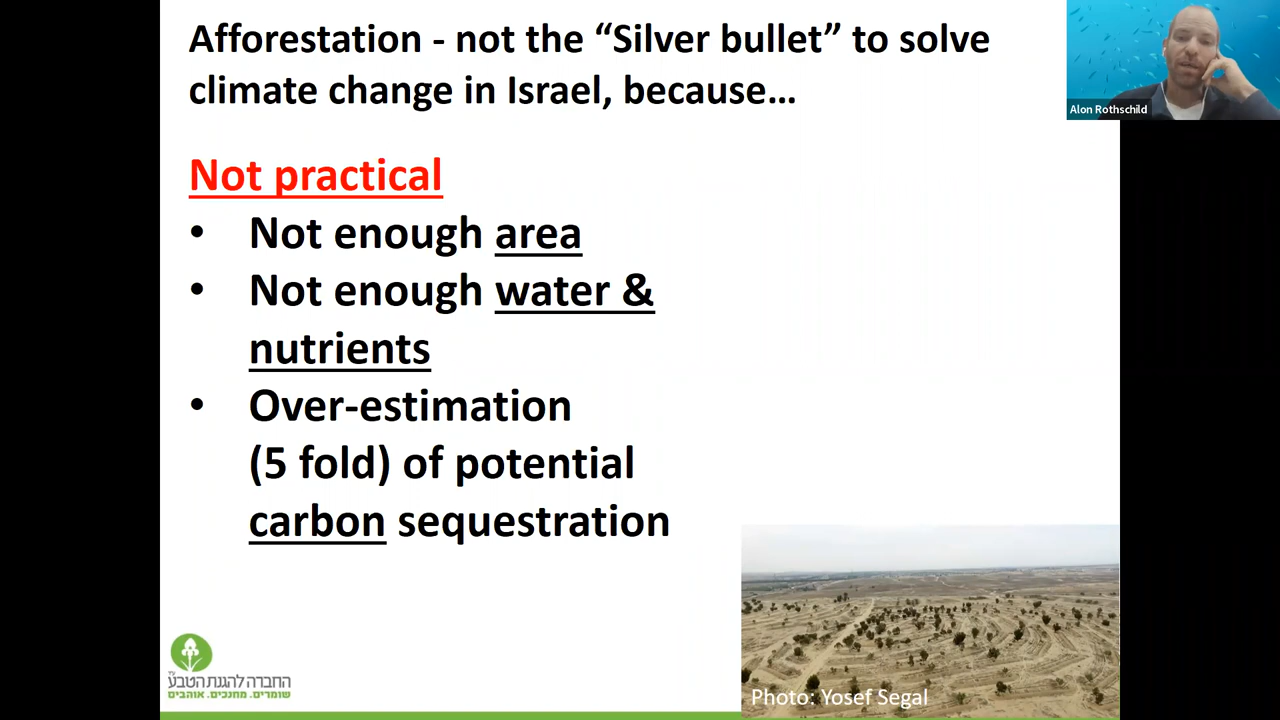 Afforestation - not the “Silver bullet” to solve
climate change in Israel, because…
Alon Rothschild
Not practical
• Not enough area
• Not enough water &
nutrients
• Over-estimation
(5 fold) of potential
carbon sequestration
החברה להגנת הטבע
שומרים. מחנכים. אוהבים.
Photo: Yosef Segal